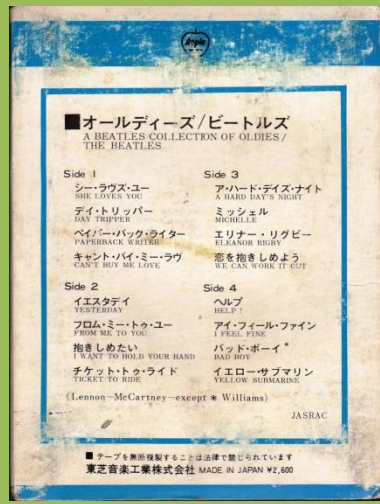 apple
■オールディーズ/ビートルズ
A BEATLES COLLECTION OF OLDIES/
THE BEATLES
Side 1
シー・ラヴズ・ユー
SHE LOVES YOU
デイ・トリッパー
DAY TRIPPER
ペイパー・バック・ライター
PAPERBACK WRITER
キャント・バイ・ミー・ラヴ
CAN'T BUY ME LOVE
Side 2
イエスタデイ
YESTERDAY
フロム・ミー・トゥ・ユー
FROM ME TO YOU
抱きしめたい
I WANT TO HOLD YOUR HAND
チケット・トゥ・ライド
TICKET TO RIDE
Side 3
ア・ハード・デイズ・ナイト
A HARD DAY'S NIGHT
ミッシェル
MICHELLE
エリナー・リグビー
ELEANOR RIGBY
恋を抱きしめよう
WE CAN WORK IT OUT
Side 4
ヘルプ
HELP !
アイ・フィール・ファイン
I FEEL FINE
バッド・ボーイ*
BAD BOY
イエロー・サブマリン
YELLOW SUBMARINE
(Lennon—McCartney—except * Williams)
JASRAC
■ テープを無断複製することは法律で禁じられています
東芝音楽工業株式会社 MADE IN JAPAN ¥2,600